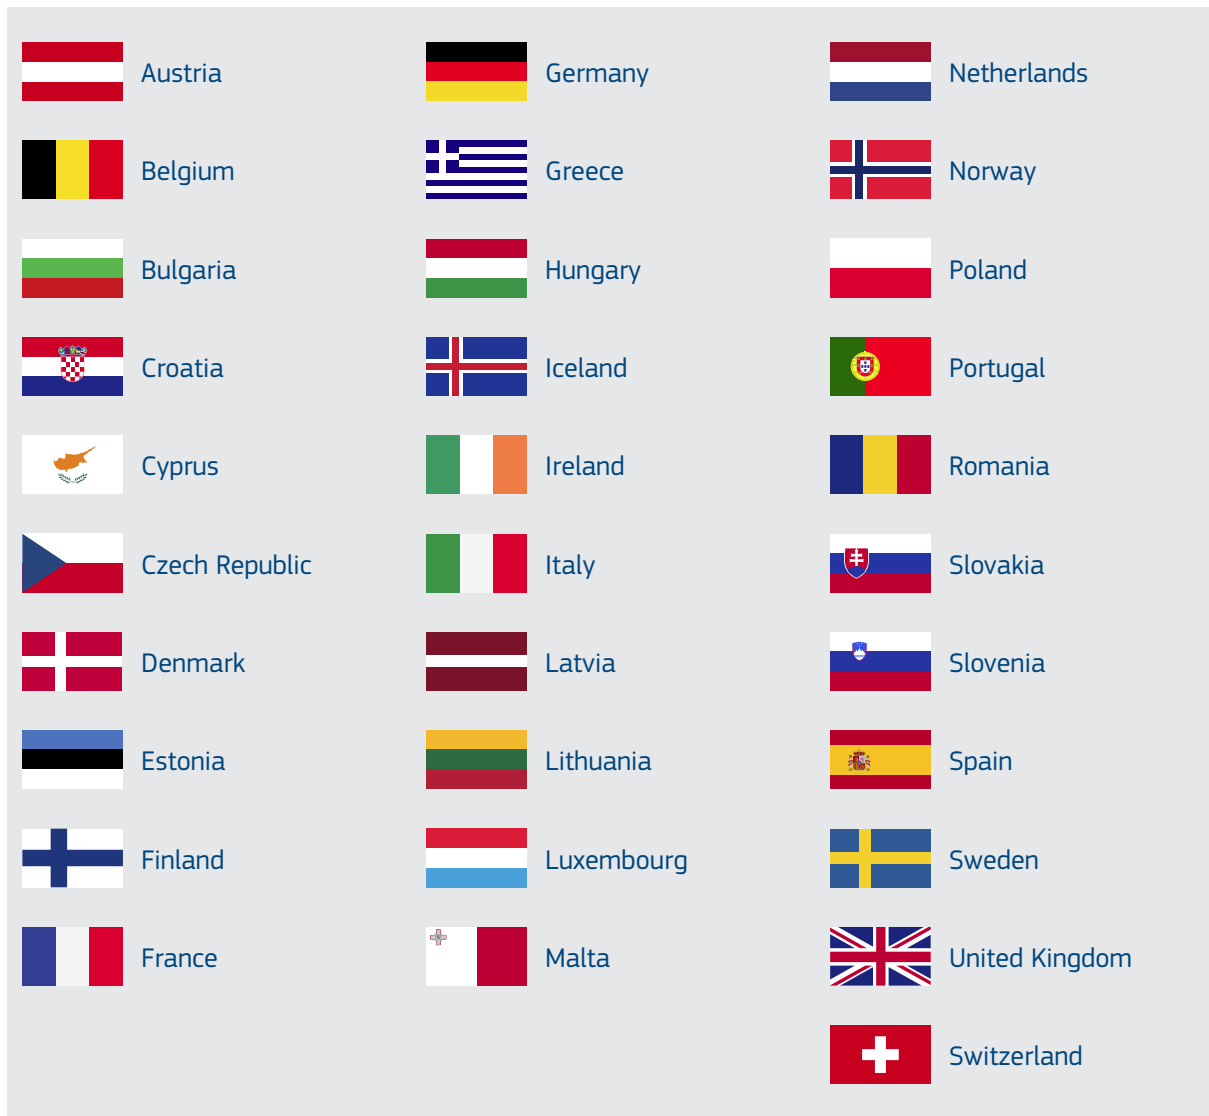 Austria
Belgium
Bulgaria
Croatia
Cyprus
Czech Republic
Denmark
Estonia
Finland
France
Germany
Greece
Hungary
Iceland
Ireland
Italy
Latvia
Lithuania
Luxembourg
Malta
Netherlands
Norway
Poland
Portugal
Romania
Slovakia
Slovenia
Spain
Sweden
United Kingdom
Switzerland